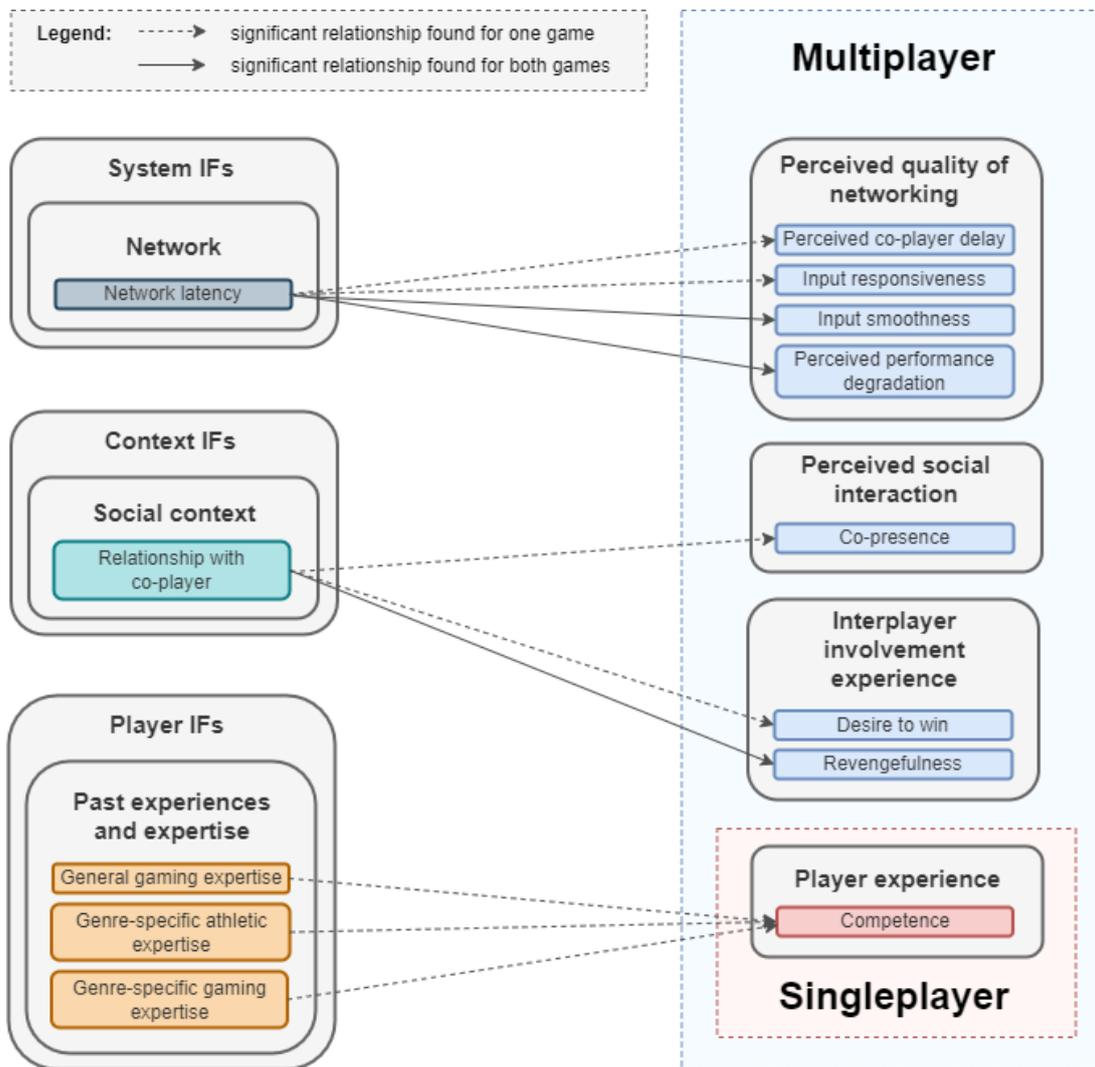 Legend:
significant relationship found for one game
significant relationship found for both games
Multiplayer
System IFs
Network
Network latency
Perceived quality of
networking
Perceived co-player delay
Input responsiveness
Input smoothness
Perceived performance
degradation
Context IFs
Social context
Relationship with
co-player
Perceived social
interaction
Co-presence
Interplayer
involvement
experience
Desire to win
Revengefulness
Player IFs
Past experiences
and expertise
General gaming expertise
Genre-specific athletic
expertise
Genre-specific gaming
expertise
Player experience
Competence
Singleplayer